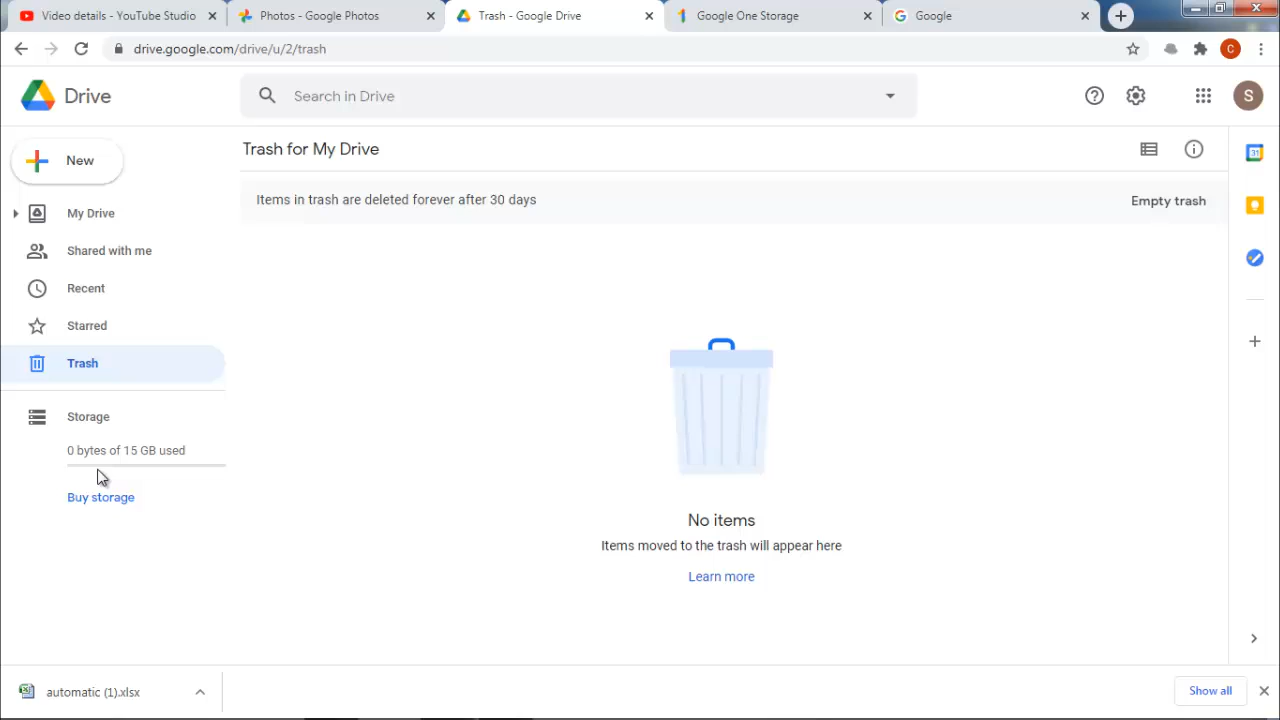 Video details - YouTube Studio
Photos - Google Photos
Trash - Google Drive
Google One Storage
Google
drive.google.com/drive/u/2/trash
C
Drive
Search in Drive
S
New
Trash for My Drive
31
Items in trash are deleted forever after 30 days
Empty trash
My Drive
Shared with me
Recent
Starred
Trash
Storage
0 bytes of 15 GB used
Buy storage
No items
Items moved to the trash will appear here
Learn more
automatic (1).xlsx
Show all